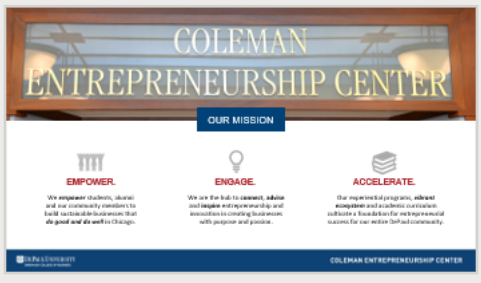 COLEMAN
ENTREPRENEURSHIP CENTER
OUR MISSION
EMPOWER.
We empower students, alumni
and our community members to
build sustainable businesses that
do good and do well in Chicago.
ENGAGE.
We are the hub to connect, advise
and inspire entrepreneurship and
innovation in creating businesses
with purpose and passion.
ACCELERATE.
Our experiential programs, vibrant
ecosystem and academic curriculum
cultivate a foundation for entrepreneurial
success for our entire DePaul community.
DEPAUL UNIVERSITY
COLEMAN ENTREPRENEURSHIP CENTER